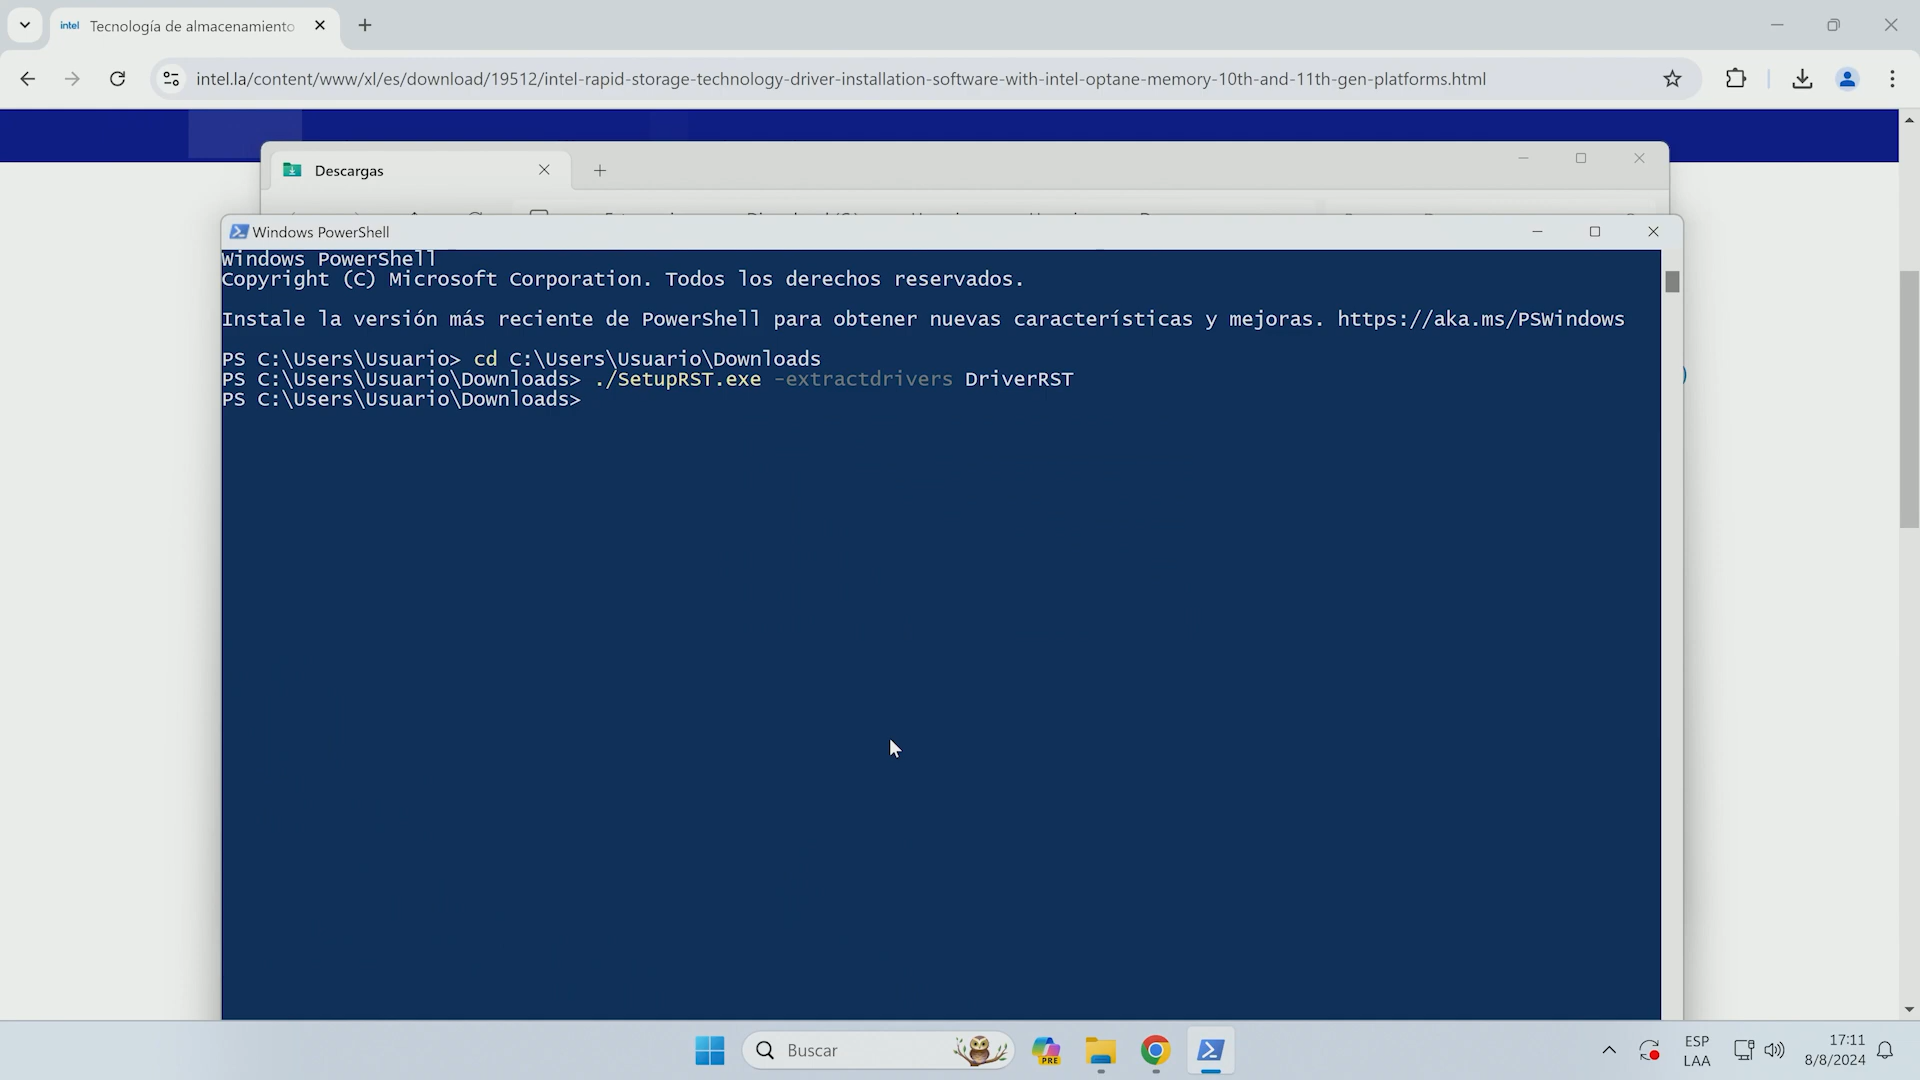 intel Tecnología de almacenamiento
intel.la/content/www/xl/es/download/19512/intel-rapid-storage-technology-driver-installation-software-with-intel-optane-memory-10th-and-11th-gen-platforms.html
Descargas
Windows PowerShell
Windows PowerShell
Copyright (C) Microsoft Corporation. Todos los derechos reservados.
Instale la versión más reciente de PowerShell para obtener nuevas características y mejoras. https://aka.ms/PSWindows
PS C:\Users\Usuario> cd C:\Users\Usuario\Downloads
PS C:\Users\Usuario\Downloads> ./SetupRST.exe -extractdrivers DriverRST
PS C:\Users\Usuario\Downloads>
Buscar
PRE
ESP
LAA
17:11
8/8/2024